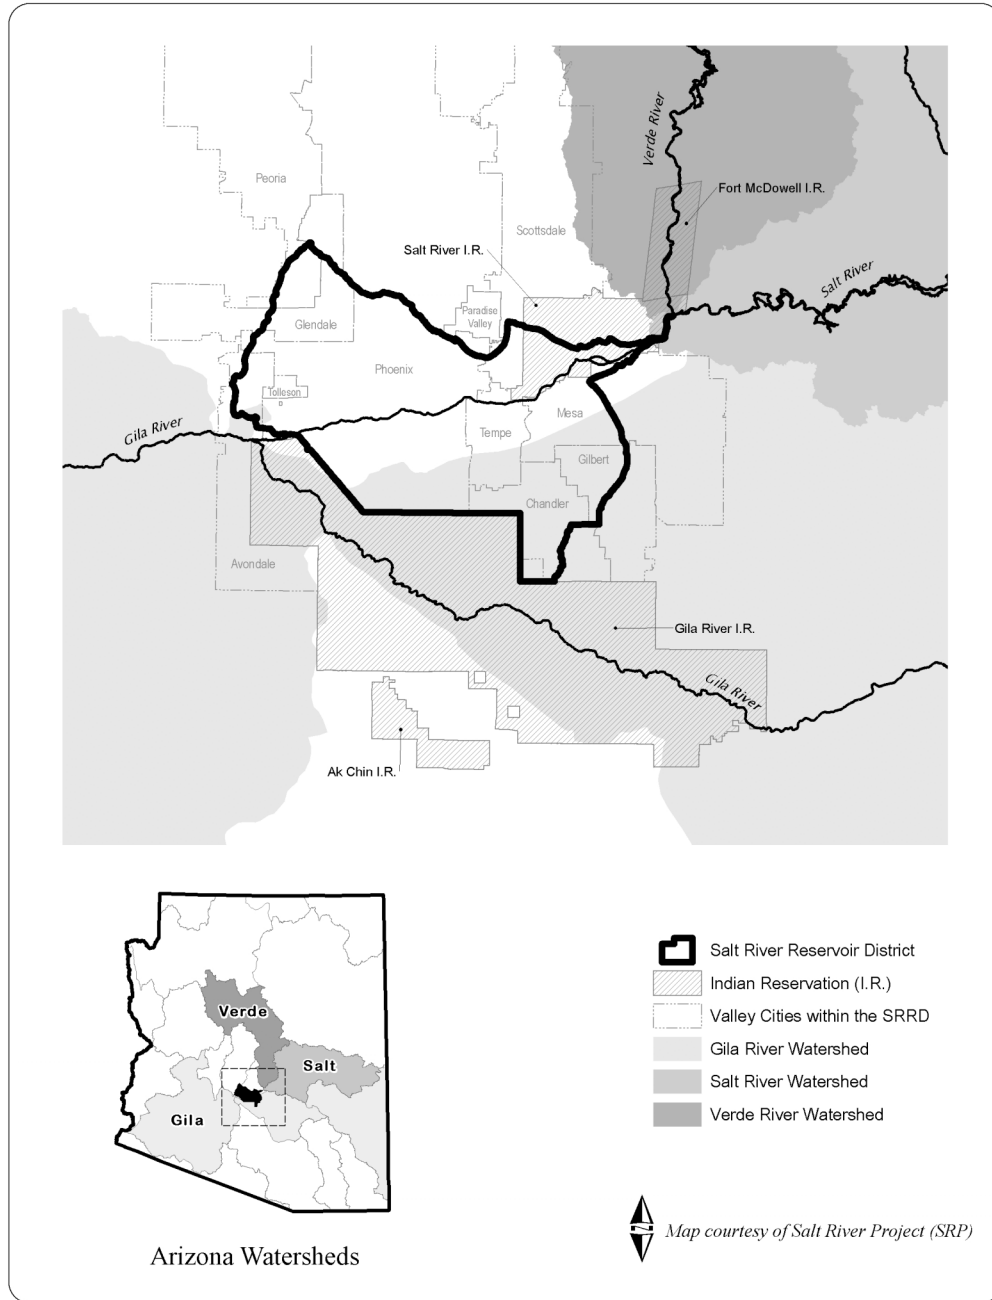 Verde River
Fort McDowell I.R.
Peoria
Scottsdale
Salt River I.R.
Salt River
Paradise
Valley
Glendale
Phoenix
Tolleson
Mesa
Gila River
Tempe
Gilbert
Chandler
Avondale
Gila River I.R.
Gila River
Ak Chin I.R.
Verde
Salt
Gila
Arizona Watersheds
Salt River Reservoir District
Indian Reservation (I.R.)
Valley Cities within the SRRD
Gila River Watershed
Salt River Watershed
Verde River Watershed
N
Map courtesy of Salt River Project (SRP)